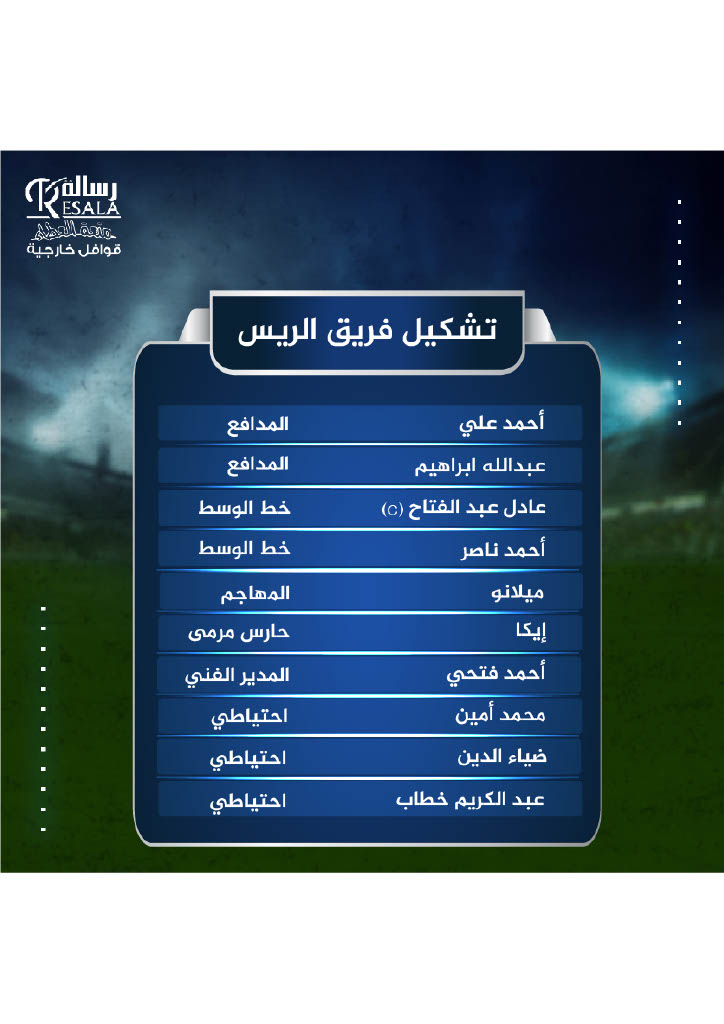 رسالة
RESALA
متعة العطاء
قوافل خارجية
تشكيل فريق الريس
أحمد علي المدافع
عبدالله ابراهيم المدافع
عادل عبد الفتاح (C) خط الوسط
أحمد ناصر خط الوسط
ميلانو المهاجم
إيكا حارس مرمى
أحمد فتحي المدير الفني
محمد أمين احتياطي
ضياء الدين احتياطي
عبد الكريم خطاب احتياطي